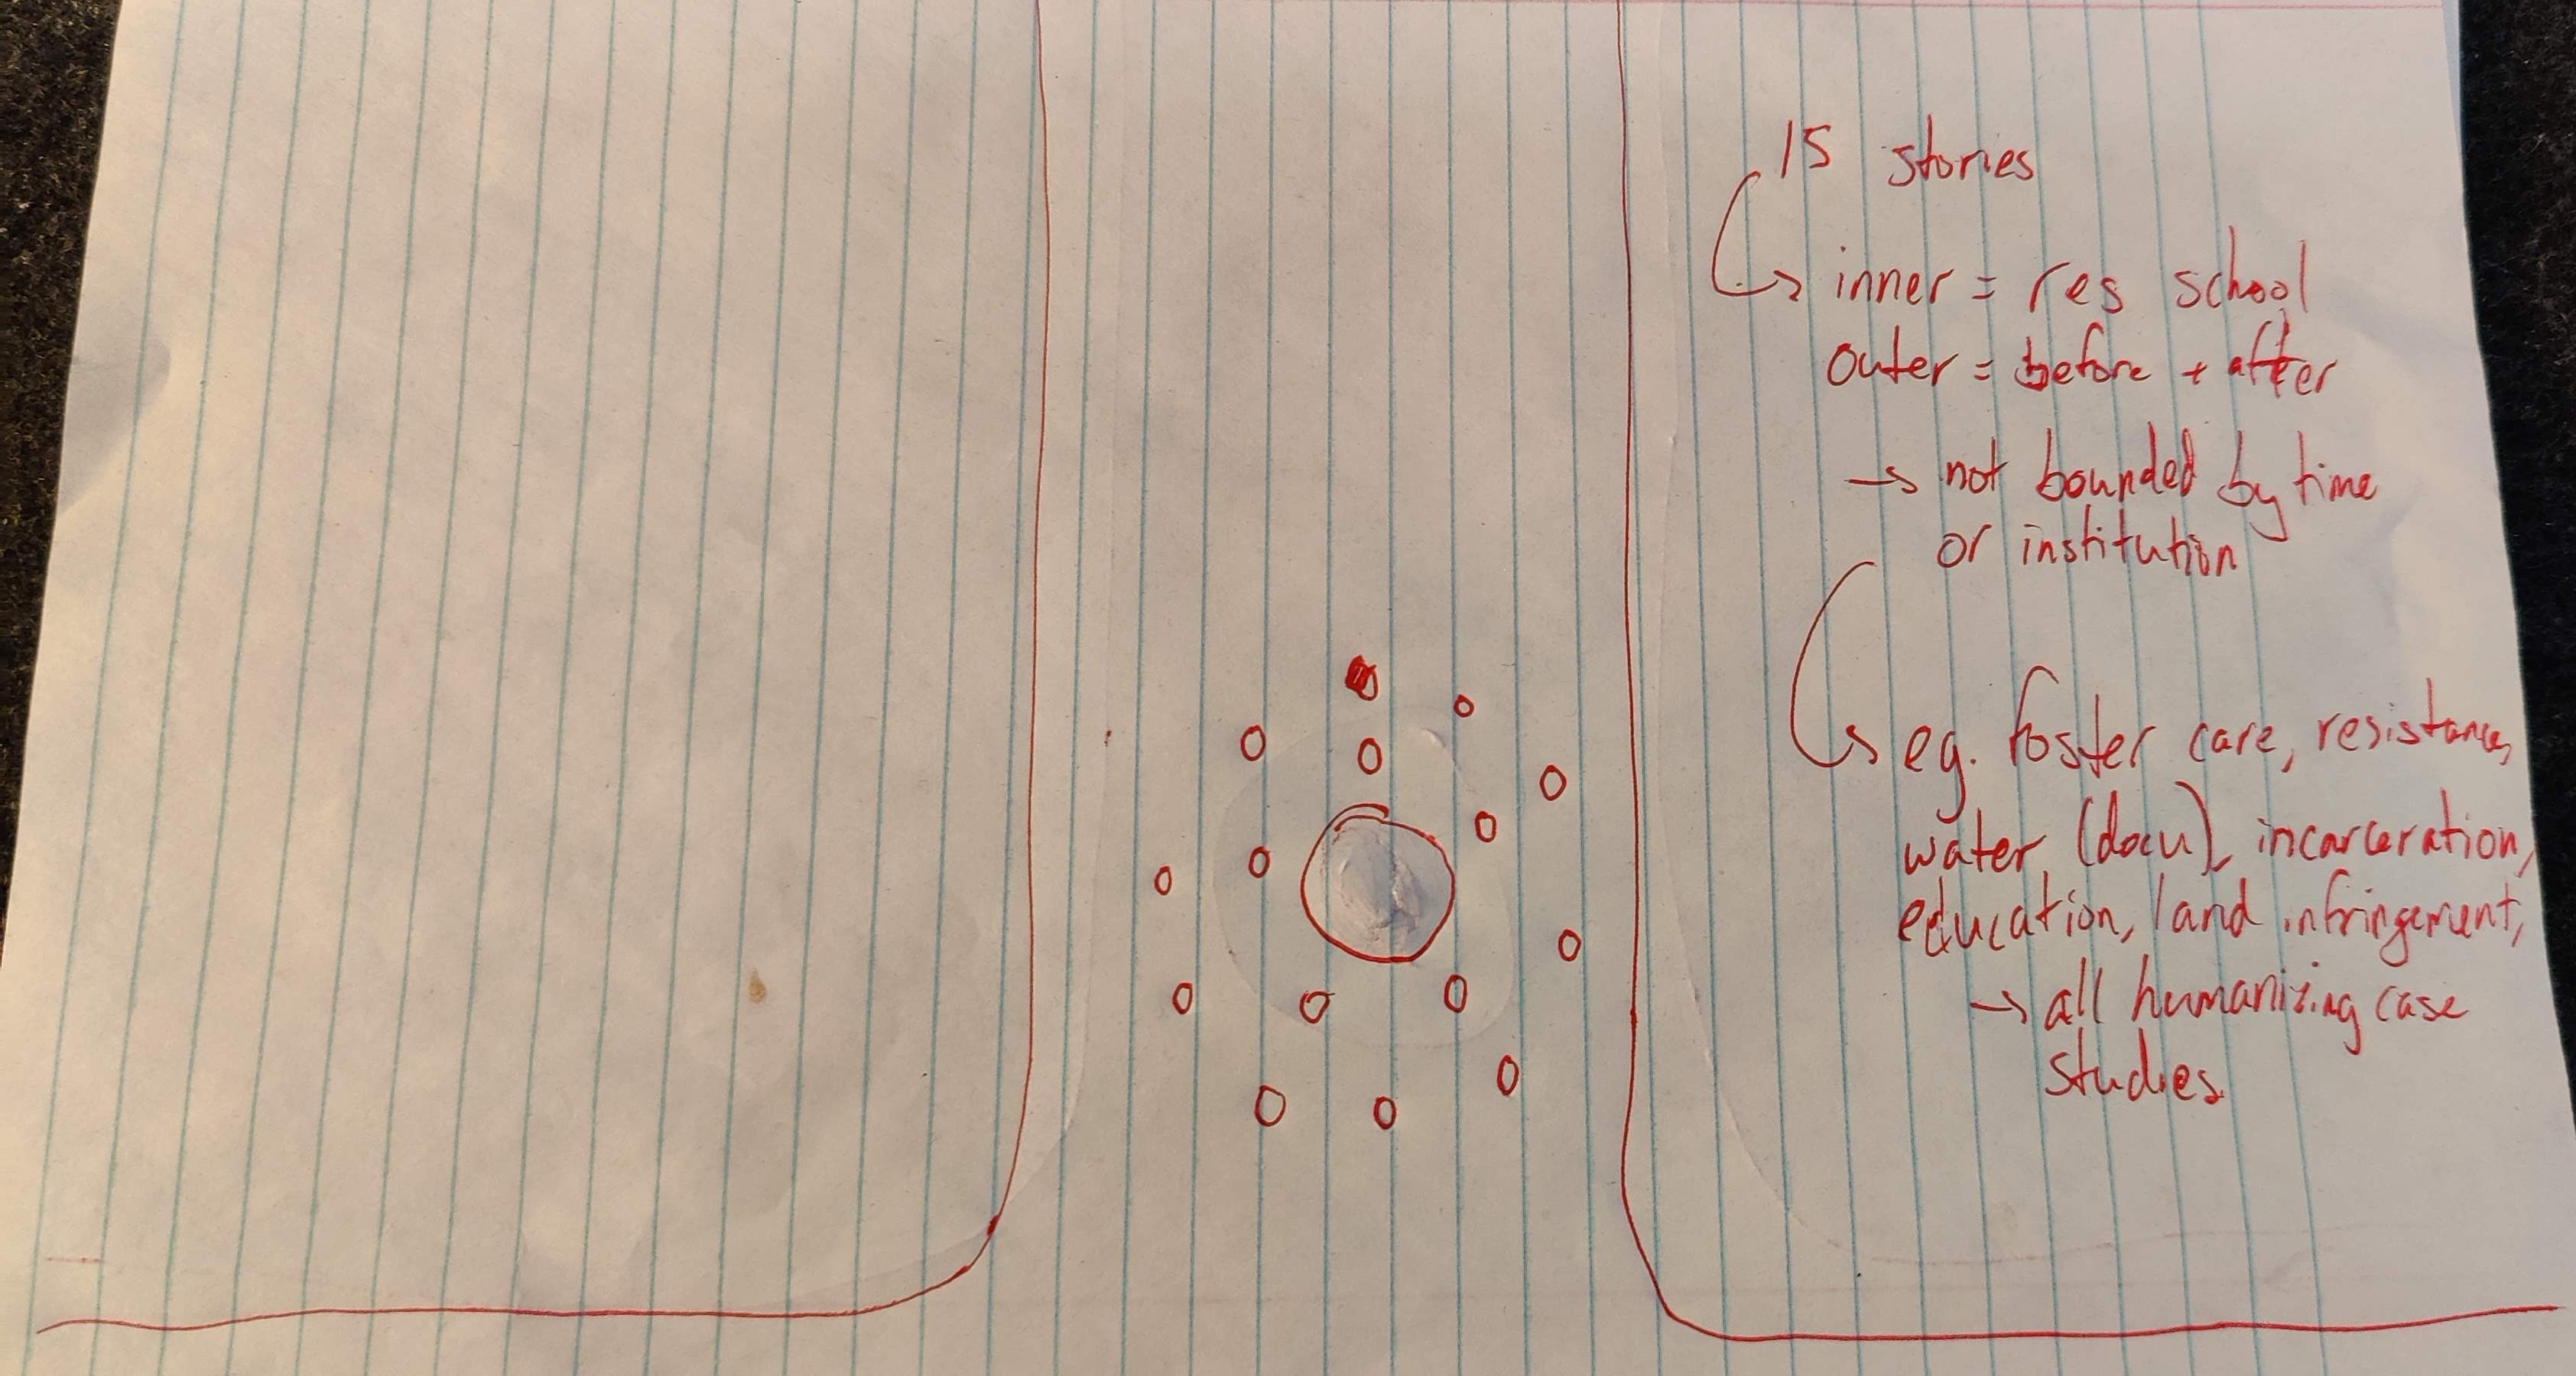 15 stories
→ inner = res school
outer = before + after
→ not bounded by time
or institution
→ eg. foster care, resistance,
water (docu), incarceration,
education, land infringement,
→ all humanizing case
studies.